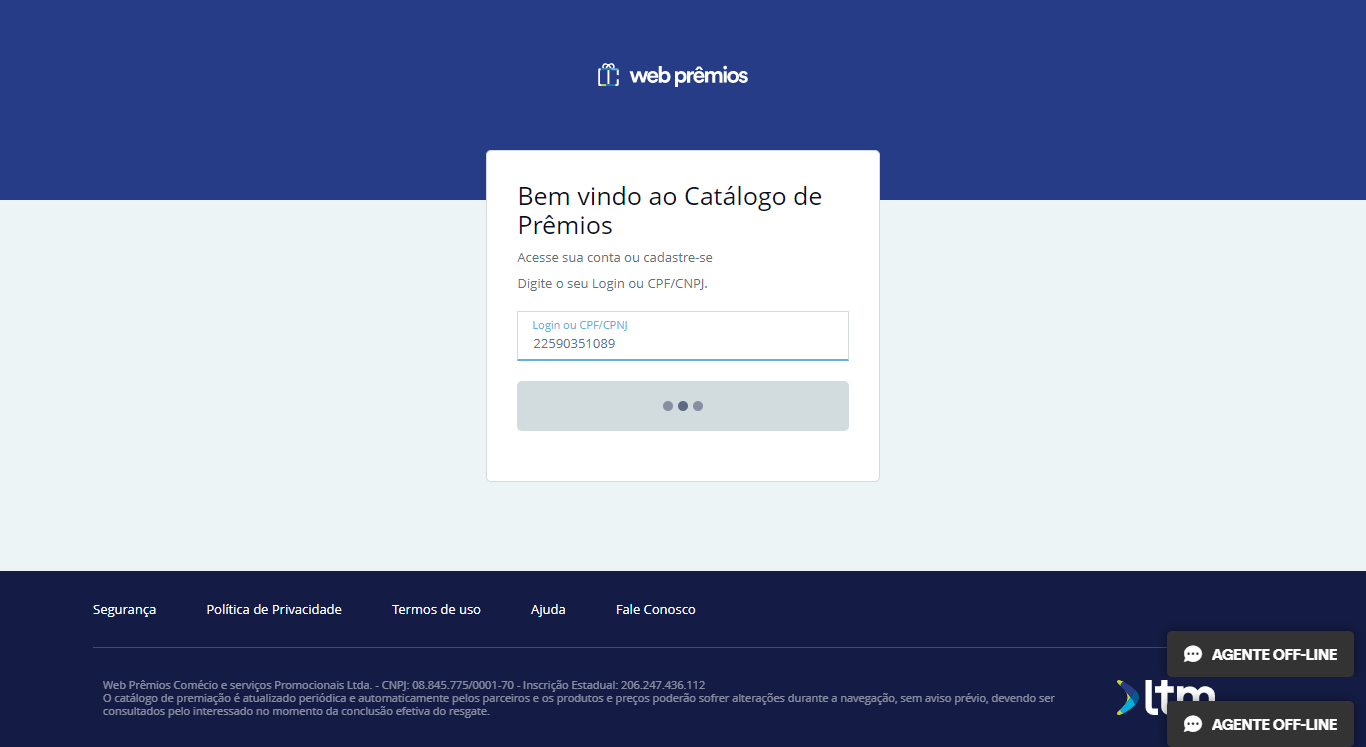 web prêmios
Bem vindo ao Catálogo de
Prêmios
Acesse sua conta ou cadastre-se
Digite o seu Login ou CPF/CNPJ.
Login ou CPF/CPNJ
22590351089
Segurança
Política de Privacidade
Termos de uso
Ajuda
Fale Conosco
AGENTE OFF-LINE
Web Prêmios Comécio e serviços Promocionais Ltda. - CNPJ: 08.845.775/0001-70 - Inscrição Estadual: 206.247.436.112
O catálogo de premiação é atualizado periódica e automaticamente pelos parceiros e os produtos e preços poderão sofrer alterações durante a navegação, sem aviso prévio, devendo ser
consultados pelo interessado no momento da conclusão efetiva do resgate.
ltm
AGENTE OFF-LINE